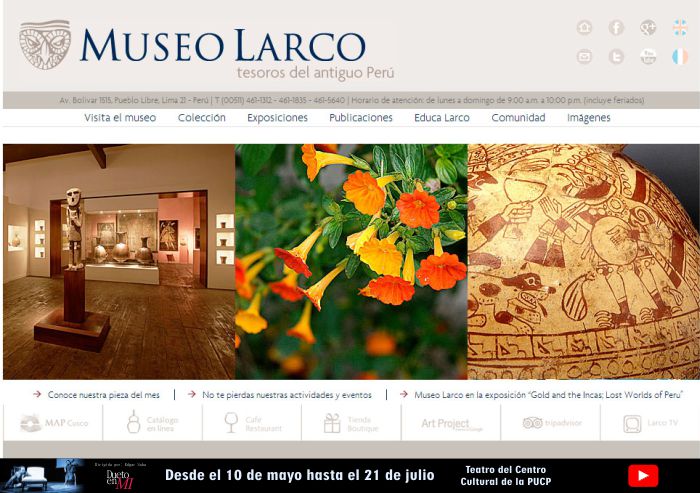 MUSEO LARCO
tesoros del antiguo Perú
Av. Bolívar 1515, Pueblo Libre, Lima 21 - Perú | T (00511) 461-1312 - 461-1835 - 461-5640 | Horario de atención: de lunes a domingo de 9:00 a.m. a 10:00 p.m. (incluye feriados)
Visita el museo Colección Exposiciones Publicaciones Educa Larco Comunidad Imágenes
Conoce nuestra pieza del mes | No te pierdas nuestras actividades y eventos | Museo Larco en la exposición “Gold and the Incas; Lost Worlds of Peru”
MAP Cusco
Catálogo
en línea
Café
Restaurant
Tienda
Boutique
Art Project
tripadvisor
Larco TV
Dirigida por: Edgar Saba
Dueto
en MI
Desde el 10 de mayo hasta el 21 de julio
Teatro del Centro
Cultural de la PUCP